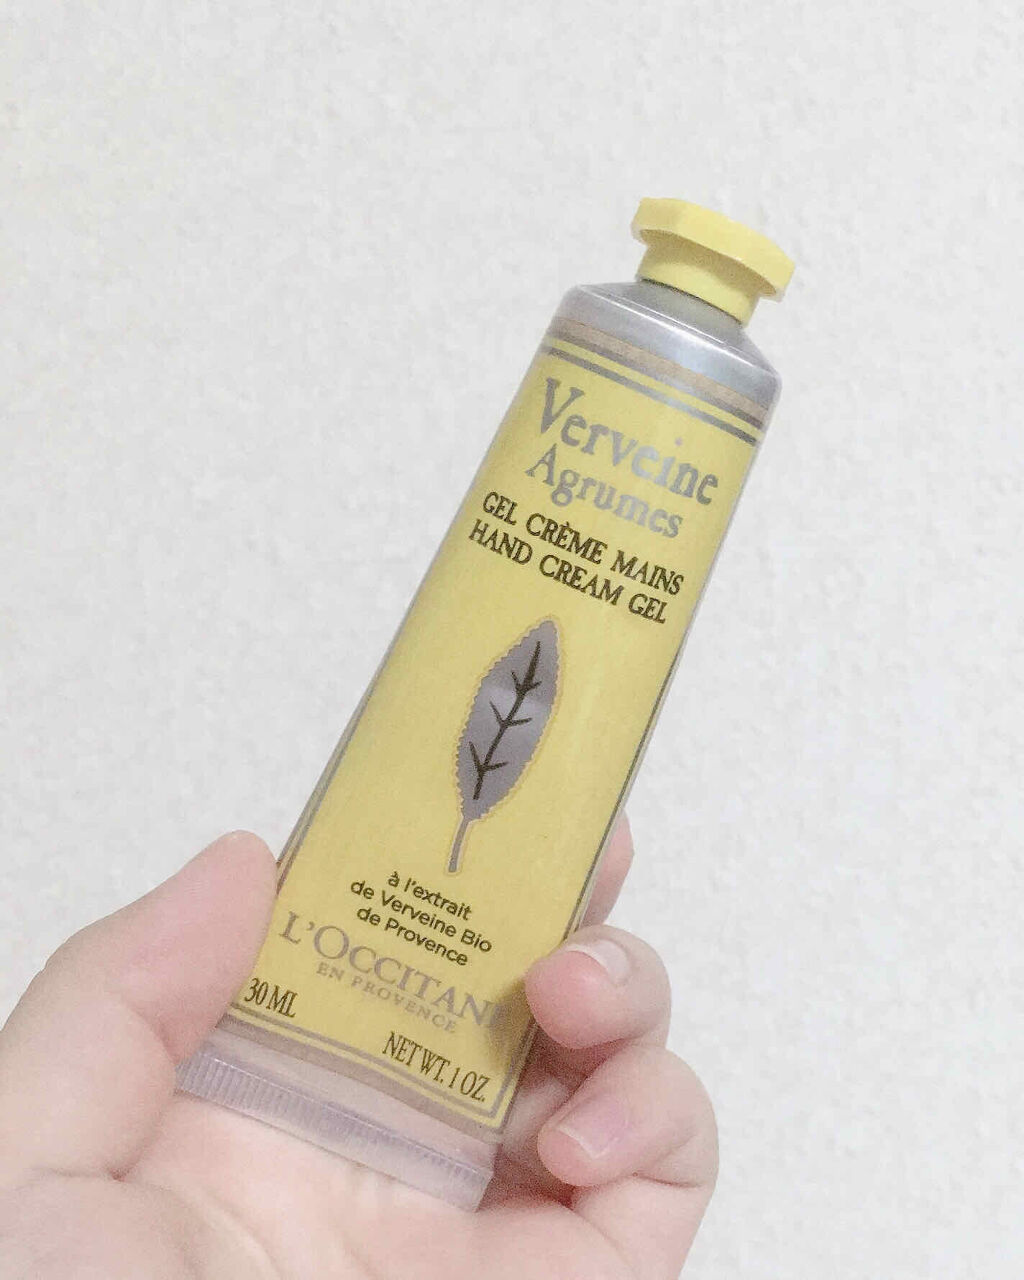 Verveine
Agrumes
GEL CRÈME MAINS
HAND CREAM GEL
à l'extrait
de Verveine Bio
de Provence
L'OCCITANE
EN PROVENCE
30 ML
NET WT. 1 OZ.